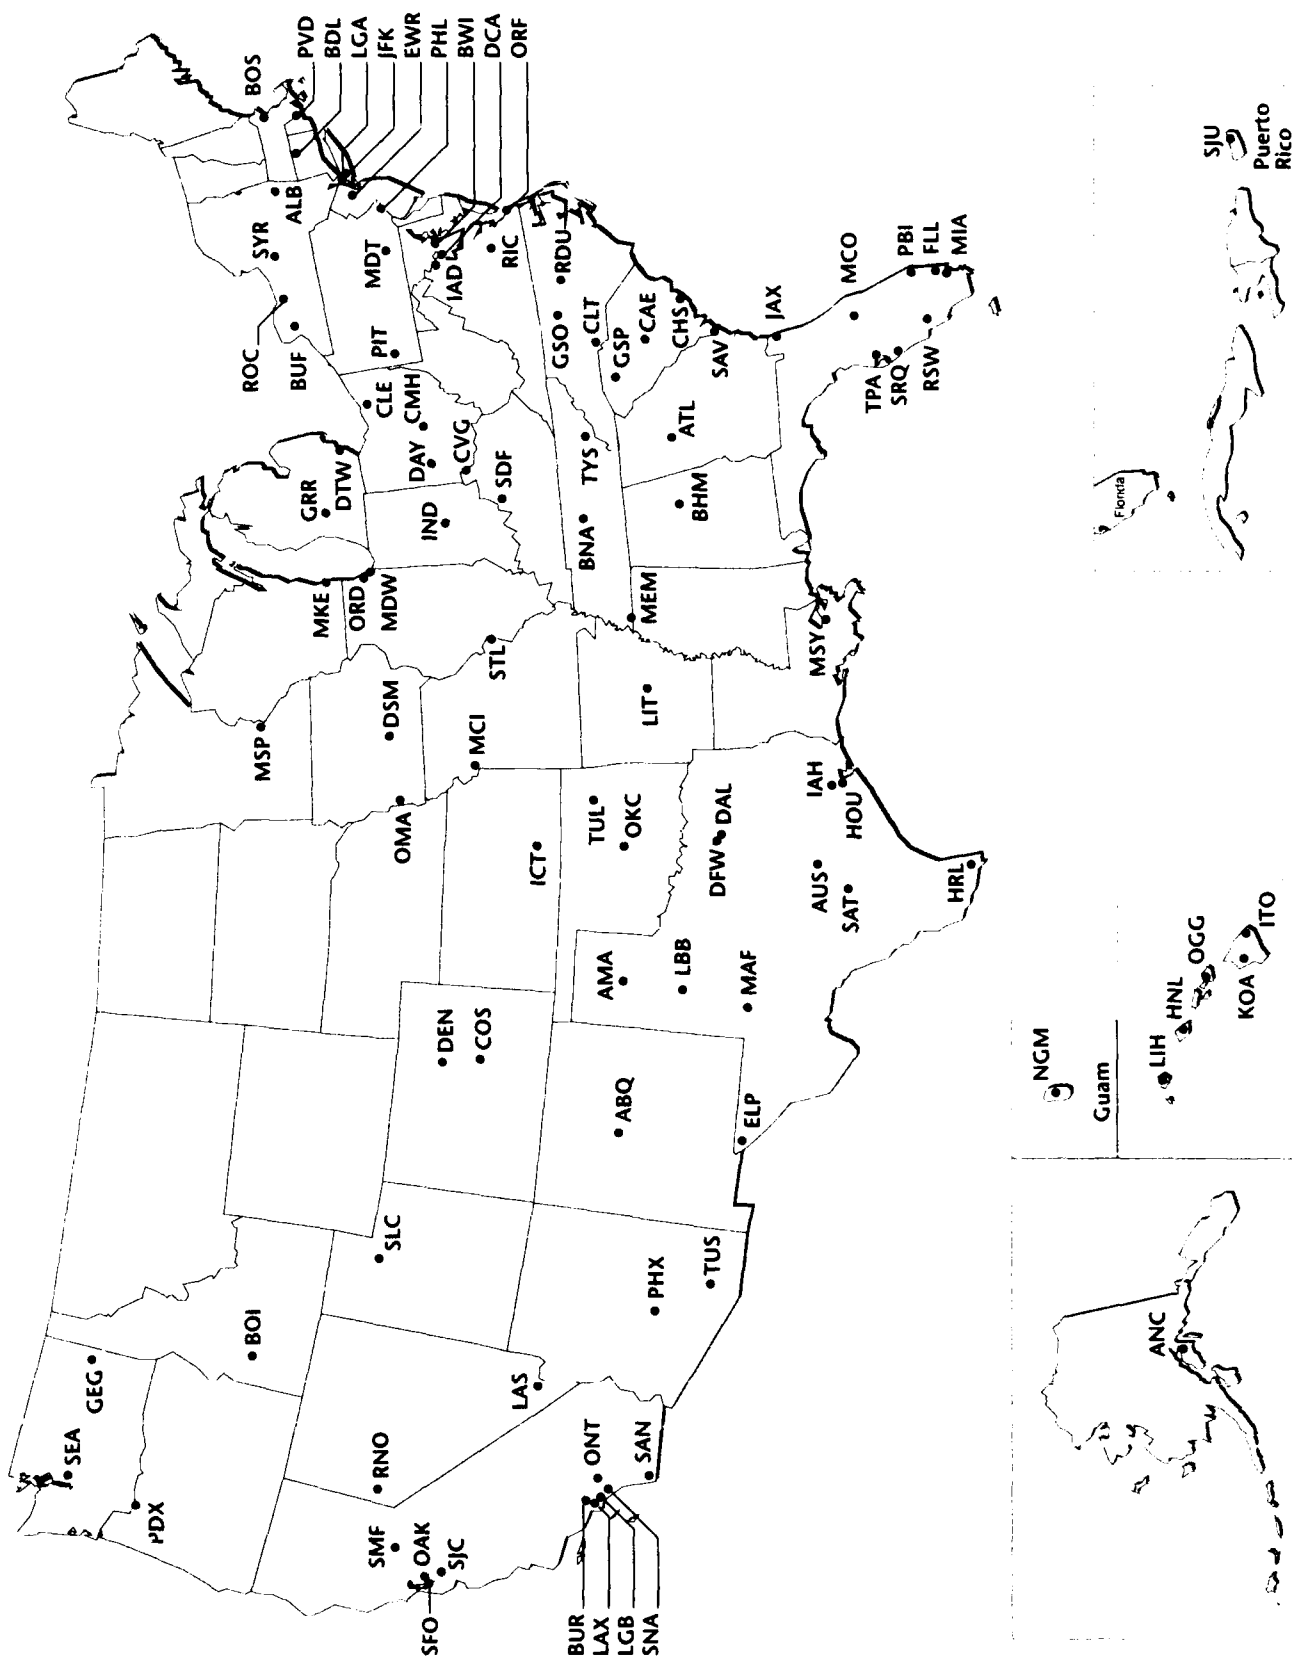 SEA
GEG
PDX
BOI
RNO
SMF
OAK
SJC
SFO
LAS
ONT
SAN
BUR
LAX
LGB
SNA
SLC
PHX
TUS
DEN
COS
ABQ
ELP
AMA
LBB
MAF
MSP
OMA
DSM
MCI
ICT
TUL
OKC
DFW
DAL
AUS
SAT
IAH
HOU
HRL
LIT
STL
MKE
ORD
MDW
GRR
DTW
IND
DAY
CMH
CLE
CVG
SDF
BNA
TYS
MEM
BHM
ATL
MSY
ROC
BUF
SYR
ALB
PIT
MDT
IAD
RIC
RDU
GSO
CLT
GSP
CAE
CHS
SAV
JAX
MCO
TPA
SRQ
RSW
PBI
FLL
MIA
BOS
PVD
BDL
LGA
JFK
EWR
PHL
BWI
DCA
ORF
ANC
NGM
Guam
LIH
HNL
OGG
KOA
ITO
Florida
SJU
Puerto
Rico